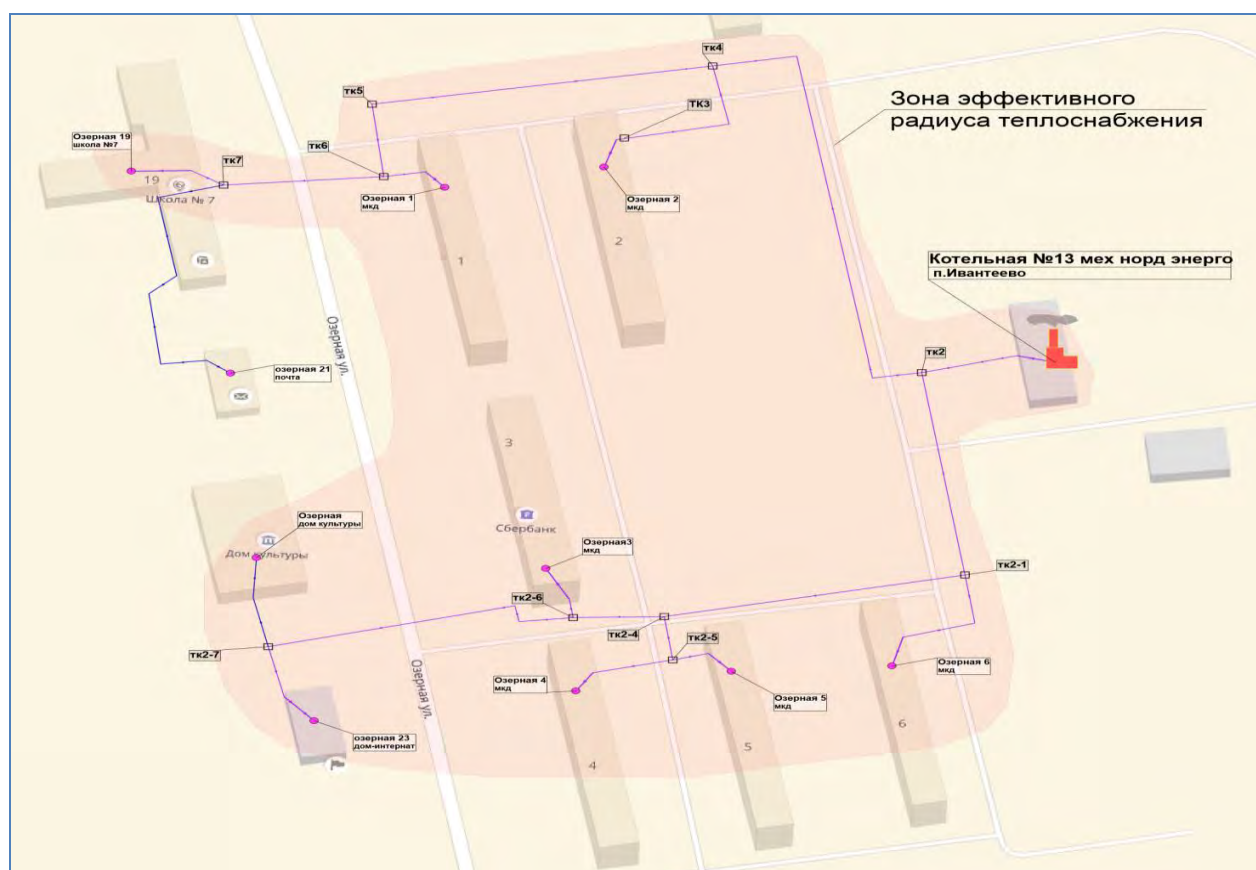 тк4
тк5
ТК3
Зона эффективного
радиуса теплоснабжения
Озерная 19
школа №7
тк6
тк7
19
Школа № 7
Озерная 1
мкд
Озерная 2
мкд
2
1
Котельная №13 мех норд энерго
п.Ивантеево
Озерная ул.
тк2
озерная 21
почта
3
Сбербанк
Озерная
дом культуры
Дом культуры
Озерная3
мкд
тк2-1
тк2-6
тк2-4
тк2-7
тк2-5
Озерная 6
мкд
Озерная 4
мкд
Озерная 5
мкд
Озерная ул.
озерная 23
дом-интернат
6
5
4